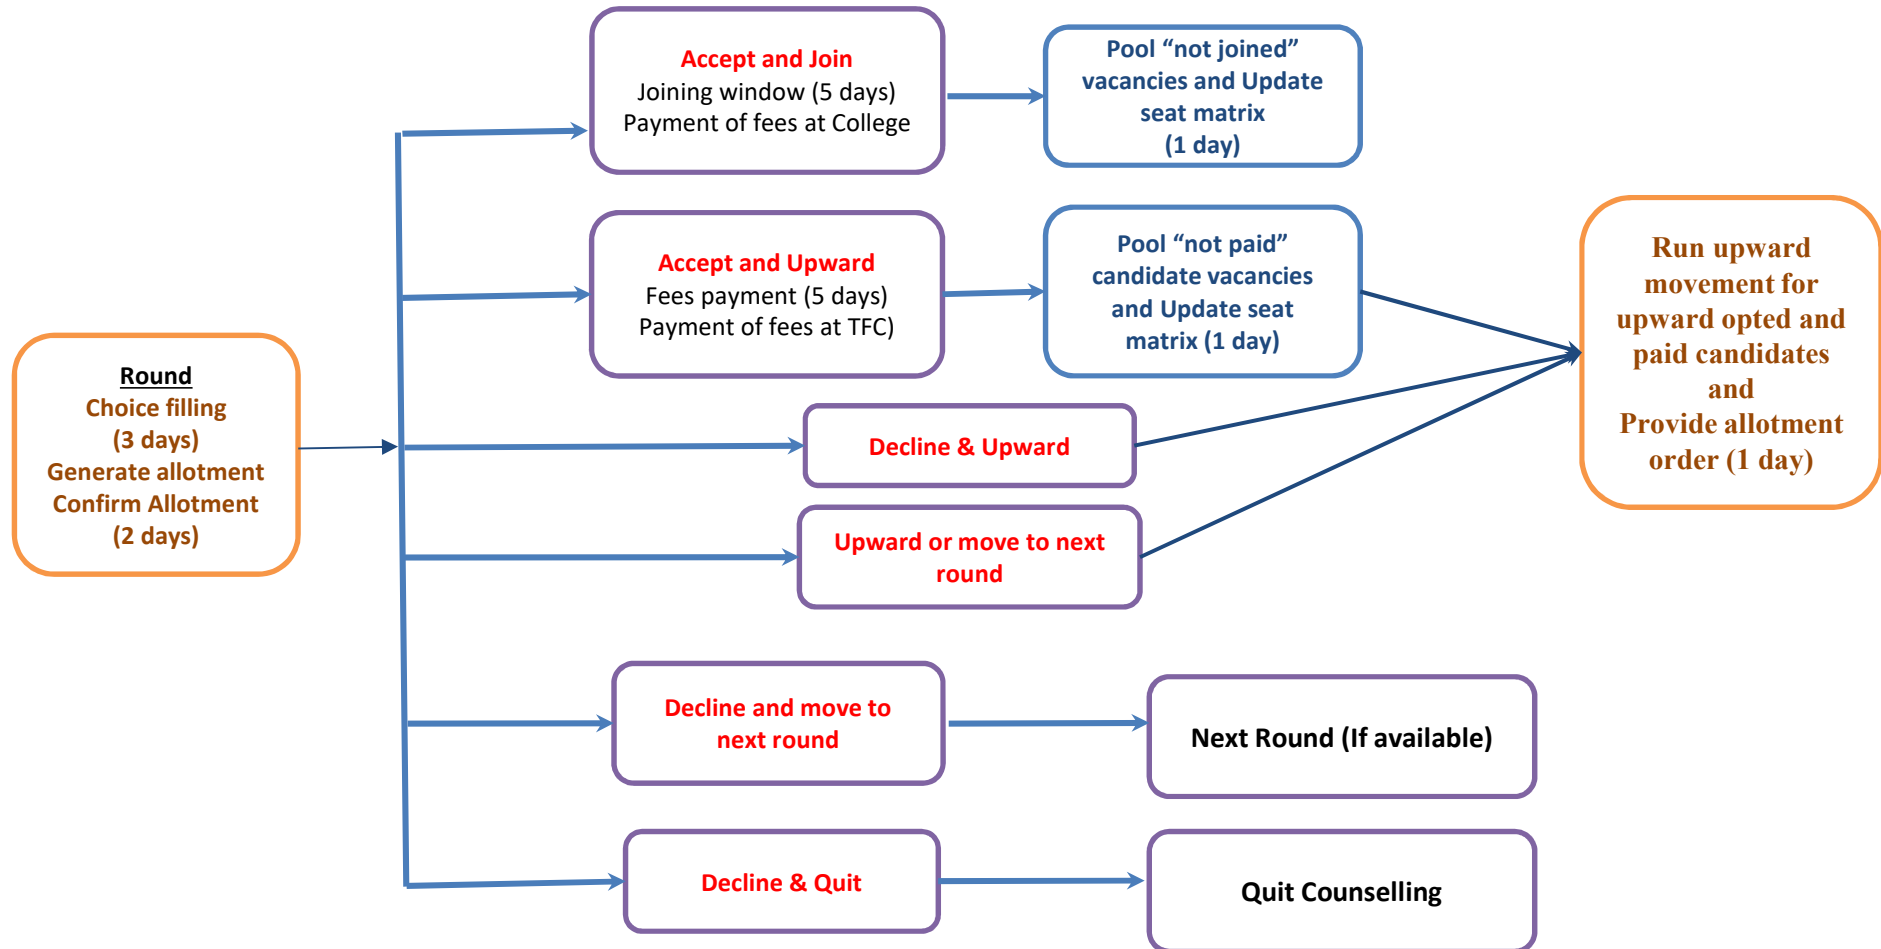 Round
Choice filling
(3 days)
Generate allotment
Confirm Allotment
(2 days)
Accept and Join
Joining window (5 days)
Payment of fees at College
Pool “not joined”
vacancies and Update
seat matrix
(1 day)
Accept and Upward
Fees payment (5 days)
Payment of fees at TFC)
Pool “not paid”
candidate vacancies
and Update seat
matrix (1 day)
Decline & Upward
Upward or move to next
round
Run upward
movement for
upward opted and
paid candidates
and
Provide allotment
order (1 day)
Decline and move to
next round
Next Round (If available)
Decline & Quit
Quit Counselling